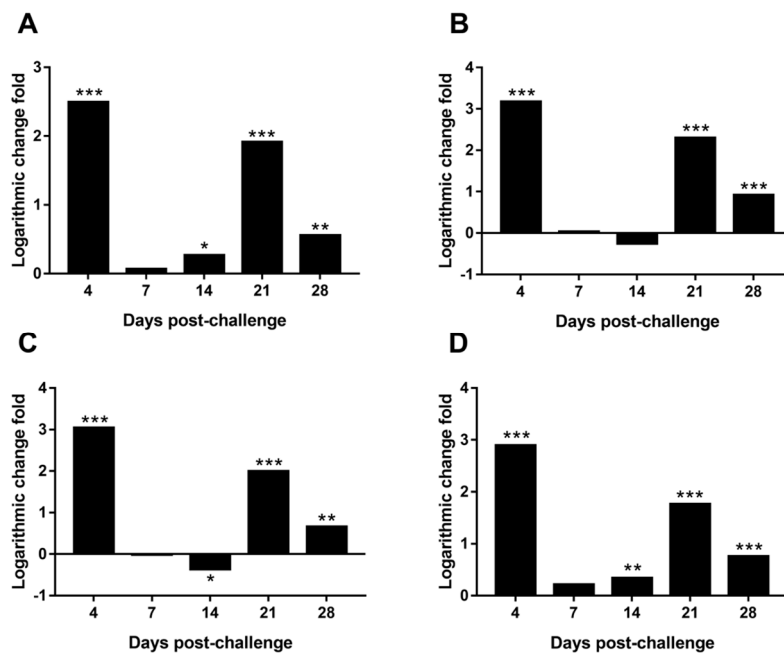 A
Logarithmic change fold
3
2
1
0
***
*
***
**
4 7 14 21 28
Days post-challenge
B
Logarithmic change fold
4
3
2
1
0
-1
***
***
***
4 7 14 21 28
Days post-challenge
C
Logarithmic change fold
4
3
2
1
0
-1
***
*
***
**
4 7 14 21 28
Days post-challenge
D
Logarithmic change fold
4
3
2
1
0
***
**
***
***
4 7 14 21 28
Days post-challenge